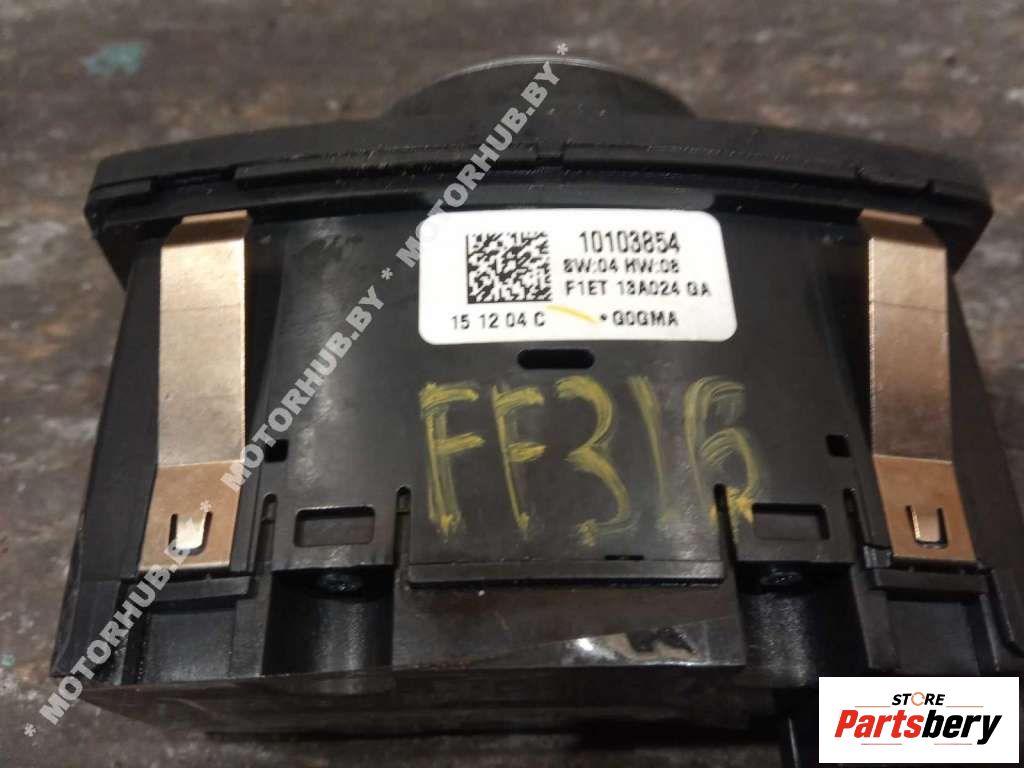 10103854
SW:04 HW:08
F1ET 13A024 GA
15 12 04 C *G0GMA
FF316
* MOTORHUB.BY * MOTORHUB.BY * MOTORHUB.BY *
STORE
Partsbery